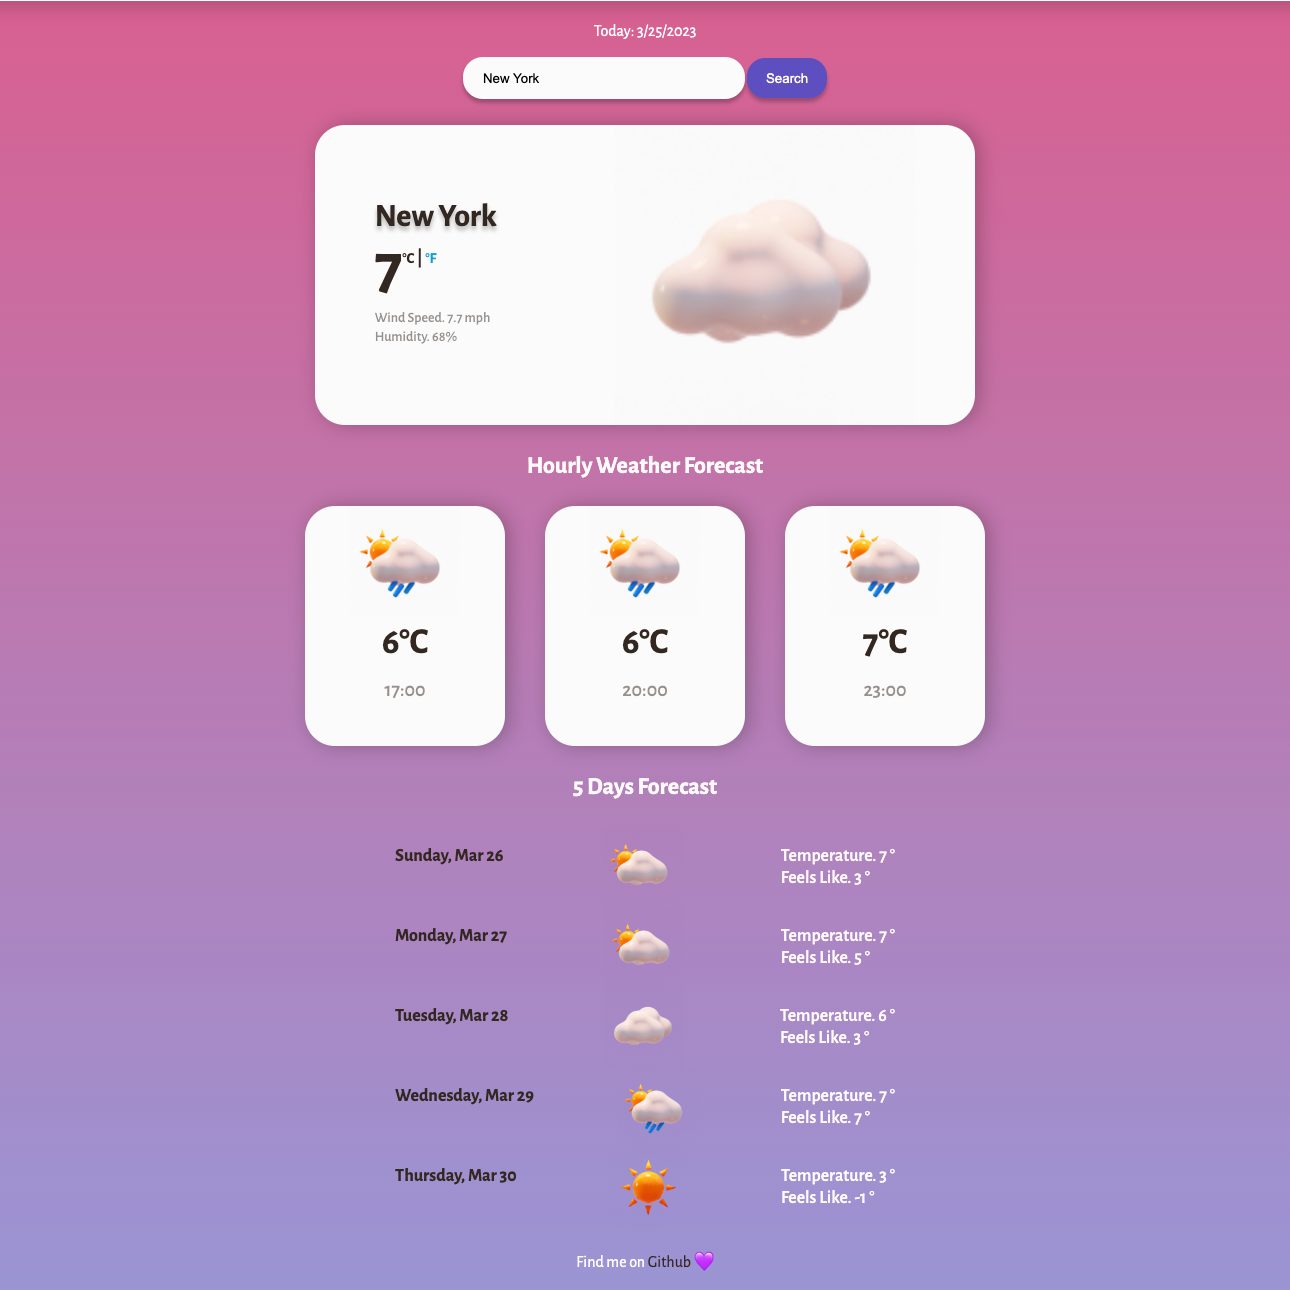 Today: 3/25/2023
New York
Search
New York
7°C | °F
Wind Speed. 7.7 mph
Humidity. 68%
Hourly Weather Forecast
6°C
17:00
6°C
20:00
7°C
23:00
5 Days Forecast
Sunday, Mar 26
Temperature. 7 °
Feels Like. 3 °
Monday, Mar 27
Temperature. 7 °
Feels Like. 5 °
Tuesday, Mar 28
Temperature. 6 °
Feels Like. 3 °
Wednesday, Mar 29
Temperature. 7 °
Feels Like. 7 °
Thursday, Mar 30
Temperature. 3 °
Feels Like. -1 °
Find me on Github 💜